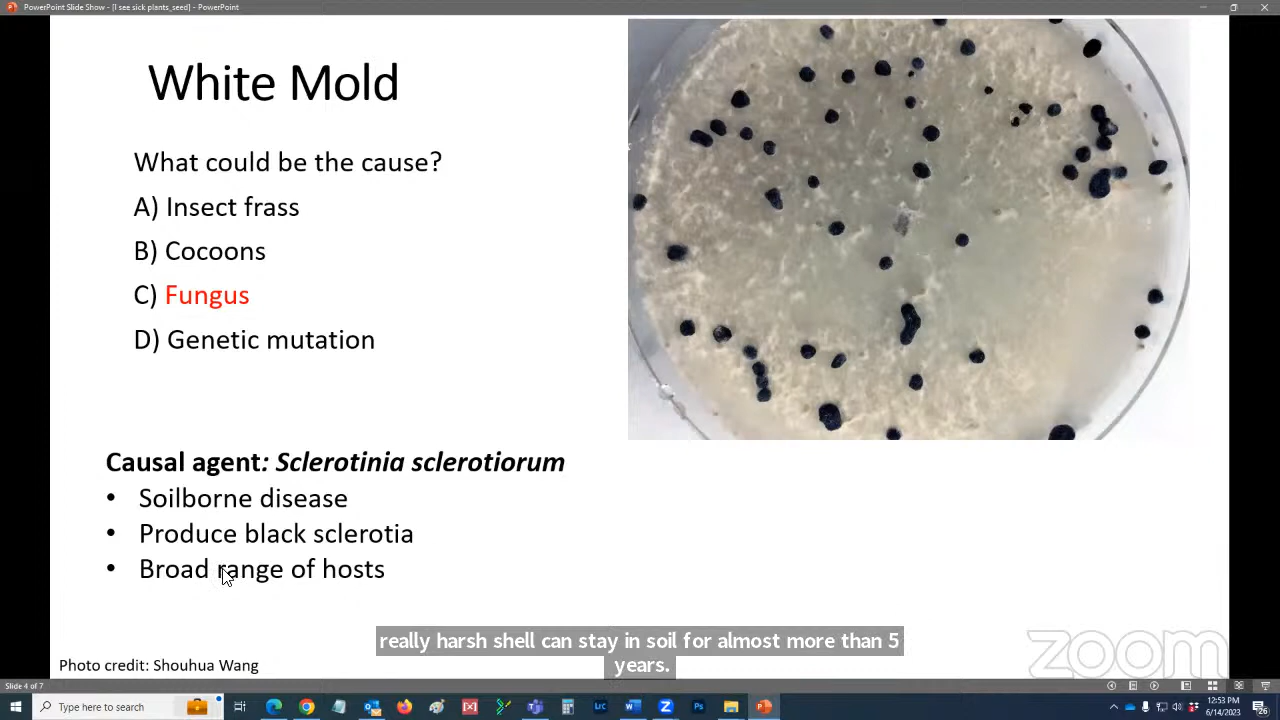 PowerPoint Slide Show - [I see sick plants_seed] - PowerPoint
White Mold
What could be the cause?
A) Insect frass
B) Cocoons
C) Fungus
D) Genetic mutation
Causal agent: Sclerotinia sclerotiorum
• Soilborne disease
• Produce black sclerotia
• Broad range of hosts
really harsh shell can stay in soil for almost more than 5
years.
Photo credit: Shouhua Wang
zoom
Slide 4 of 7
Type here to search
12:53 PM
6/14/2023